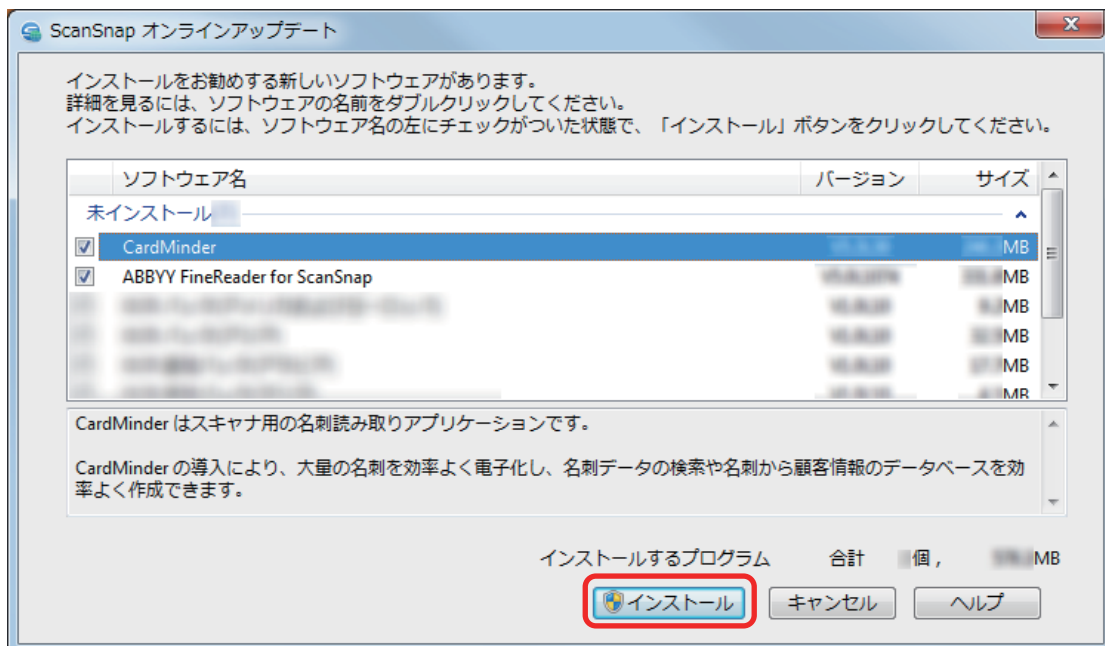 ScanSnap オンラインアップデート
インストールをお勧めする新しいソフトウェアがあります。
詳細を見るには、ソフトウェアの名前をダブルクリックしてください。
インストールするには、ソフトウェア名の左にチェックがついた状態で、「インストール」ボタンをクリックしてください。
ソフトウェア名 バージョン サイズ
未インストール
CardMinder MB
ABBYY FineReader for ScanSnap MB
MB
MB
MB
MB
CardMinder はスキャナ用の名刺読み取りアプリケーションです。
CardMinder の導入により、大量の名刺を効率よく電子化し、名刺データの検索や名刺から顧客情報のデータベースを効
率よく作成できます。
インストールするプログラム 合計 個 , MB
インストール キャンセル ヘルプ